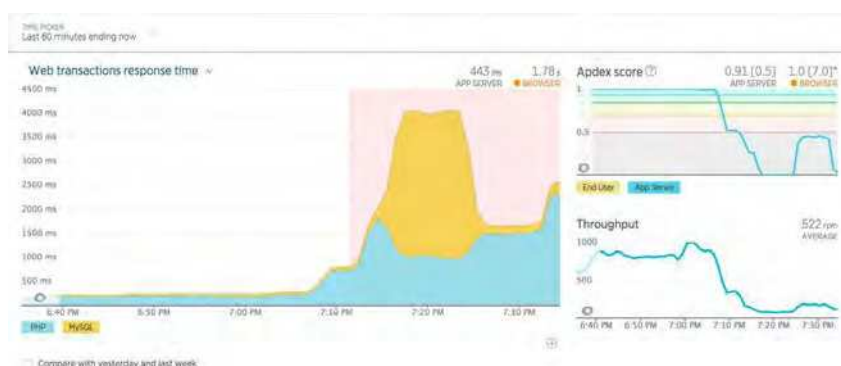 TIME PICKER
Last 60 minutes ending now
Web transactions response time
443 ms
APP SERVER
1.78 s
BROWSER
4500 ms
4000 ms
3500 ms
3000 ms
2500 ms
2000 ms
1500 ms
1000 ms
500 ms
6:40 PM 6:50 PM 7:00 PM 7:10 PM 7:20 PM 7:30 PM
PHP MySQL
Compare with yesterday and last week
Apdex score
0.91 [0.5]
APP SERVER
1.0 [7.0]*
BROWSER
1
0.5
End User App Server
Throughput
522 rpm
AVERAGE
1000
500
6:40 PM 6:50 PM 7:00 PM 7:10 PM 7:20 PM 7:30 PM